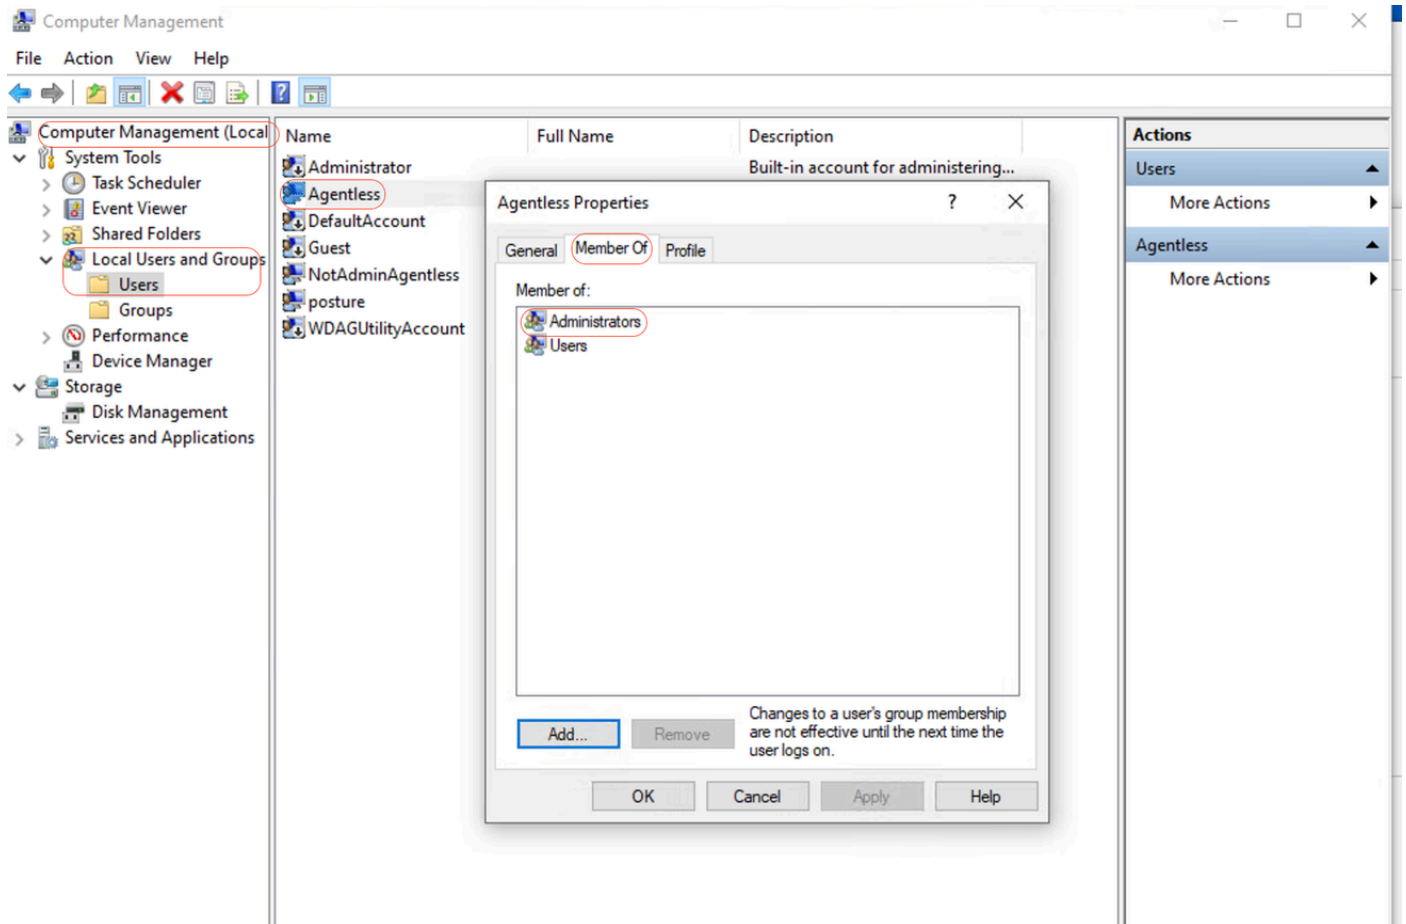 Computer Management
File Action View Help
Computer Management (Local
System Tools
Task Scheduler
Event Viewer
Shared Folders
Local Users and Groups
Users
Groups
Performance
Device Manager
Storage
Disk Management
Services and Applications
Name Full Name Description
Administrator Built-in account for administering...
Agentless
DefaultAccount
Guest
NotAdminAgentless
posture
WDAGUtilityAccount
Agentless Properties
General Member Of Profile
Member of:
Administrators
Users
Add... Remove
Changes to a user's group membership
are not effective until the next time the
user logs on.
OK Cancel Apply Help
Actions
Users
More Actions
Agentless
More Actions